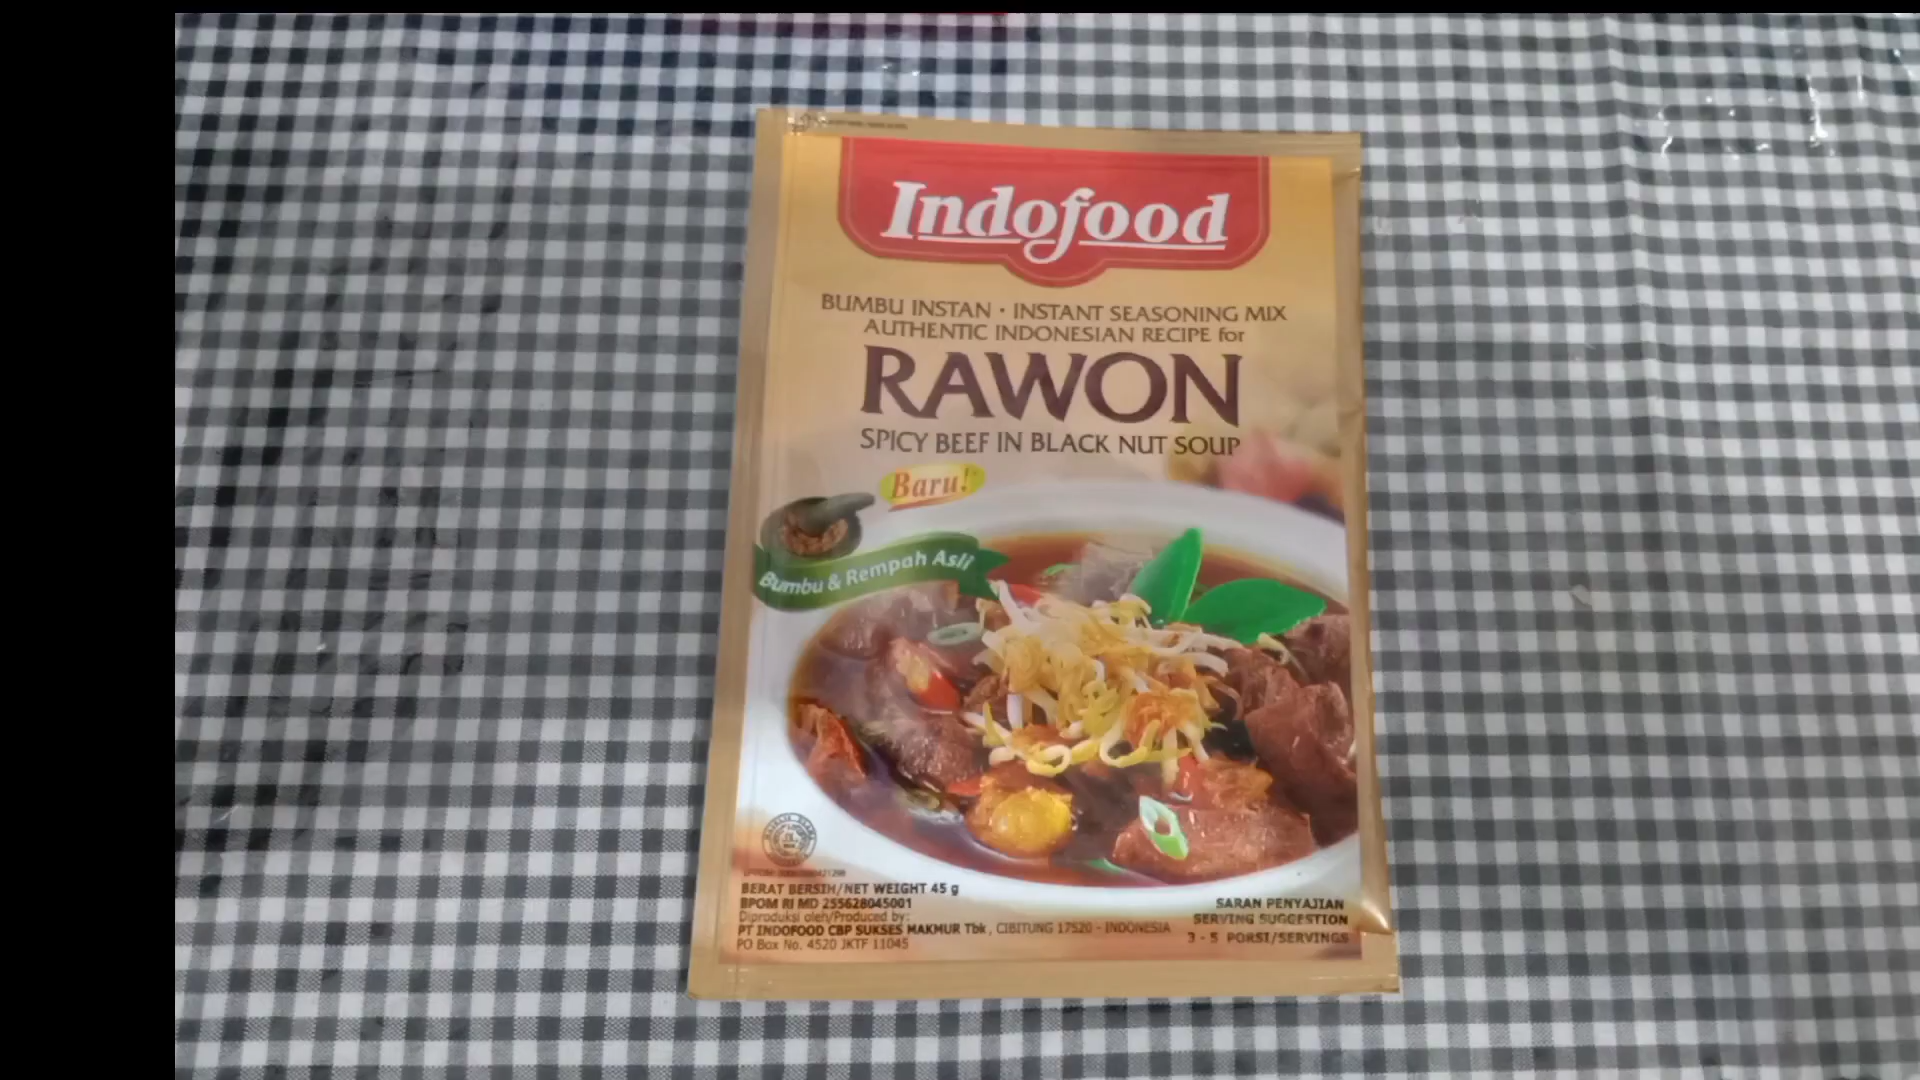 Indofood
BUMBU INSTAN • INSTANT SEASONING MIX
AUTHENTIC INDONESIAN RECIPE for
RAWON
SPICY BEEF IN BLACK NUT SOUP
Baru!
Bumbu & Rempah Asli
BERAT BERSIH/NET WEIGHT 45 g
BPOM RI MD 255628045001
Diproduksi oleh/Produced by:
PT INDOFOOD CBP SUKSES MAKMUR Tbk, CIBITUNG 17520 - INDONESIA
PO Box No. 4520 JKTF 11045
SARAN PENYAJIAN
SERVING SUGGESTION
3 - 5 PORSI/SERVINGS